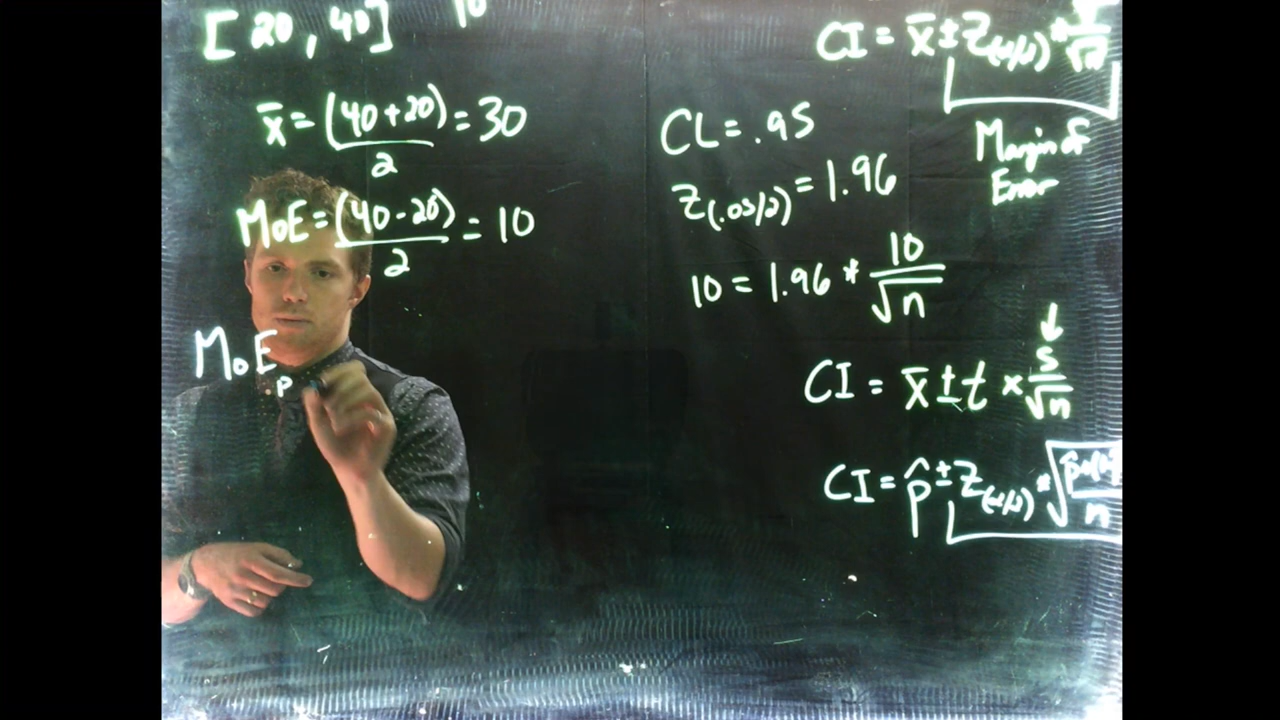 [20, 40] 10
x̄ = (40+20)/2 = 30
MoE = (40-20)/2 = 10
MoE p
CL = .95
Z(.05/2) = 1.96
10 = 1.96 * 10/√n
CI = x̄ ± Z(α/2) * σ/√n
Margin of
Error
CI = x̄ ± t × s/√n
CI = p̂ ± Z(α/2) *